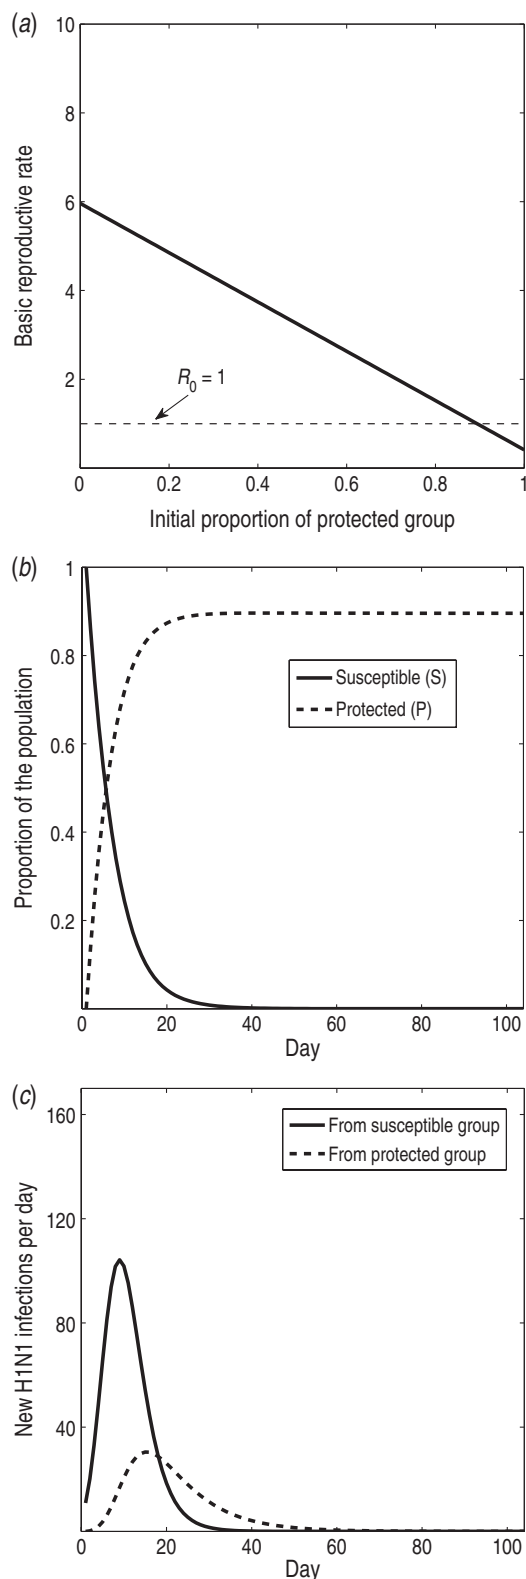 (a)
10
8
6
4
2
Basic reproductive rate
R0 = 1
0 0.2 0.4 0.6 0.8 1
Initial proportion of protected group
(b)
1
0.8
0.6
0.4
0.2
Proportion of the population
Susceptible (S)
Protected (P)
0 20 40 60 80 100
Day
(c)
160
120
80
40
New H1N1 infections per day
From susceptible group
From protected group
0 20 40 60 80 100
Day